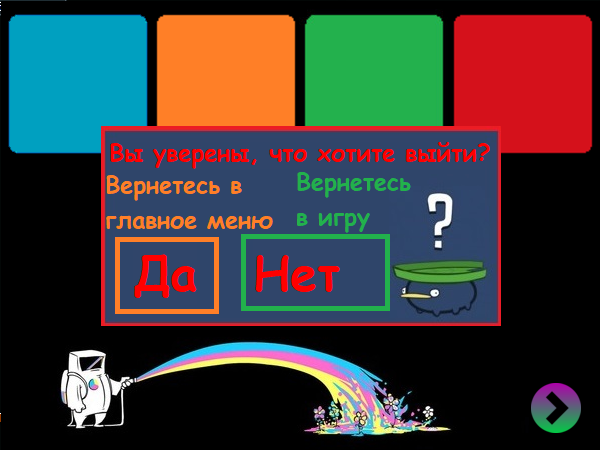 Вы уверены, что хотите выйти?
Вернетесь в
главное меню
Вернетесь
в игру
?
Да
Нет